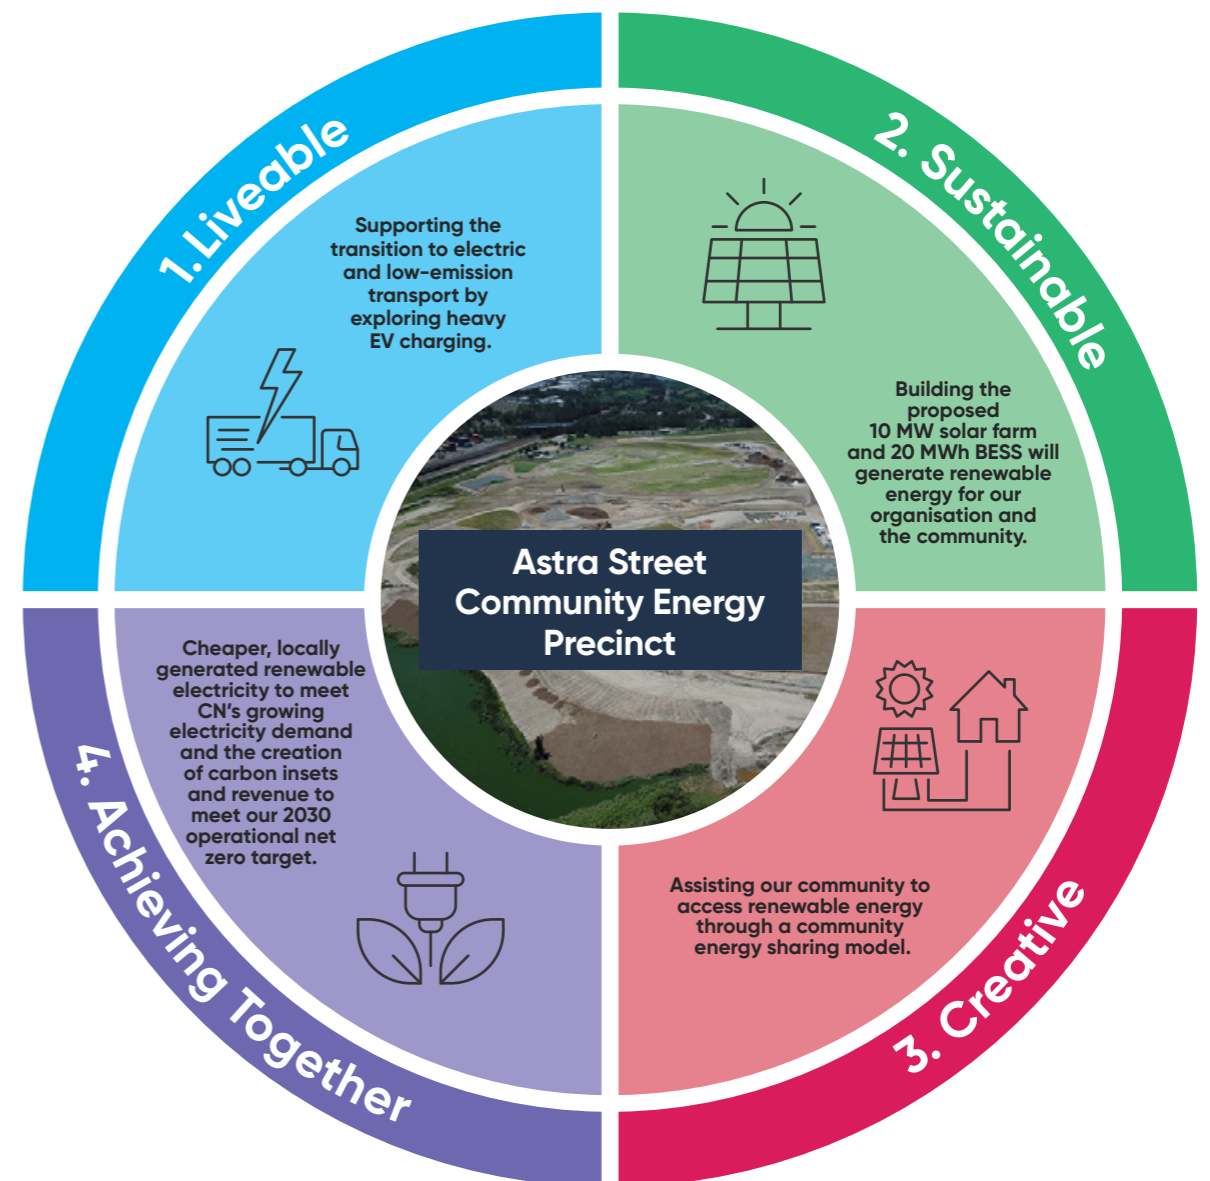 1. Liveable
Supporting the
transition to electric
and low-emission
transport by
exploring heavy
EV charging.
2. Sustainable
Building the
proposed
10 MW solar farm
and 20 MWh BESS will
generate renewable
energy for our
organisation and
the community.
Astra Street
Community Energy
Precinct
3. Creative
Assisting our community to
access renewable energy
through a community
energy sharing model.
4. Achieving Together
Cheaper, locally
generated renewable
electricity to meet
CN's growing
electricity demand
and the creation
of carbon insets
and revenue to
meet our 2030
operational net
zero target.